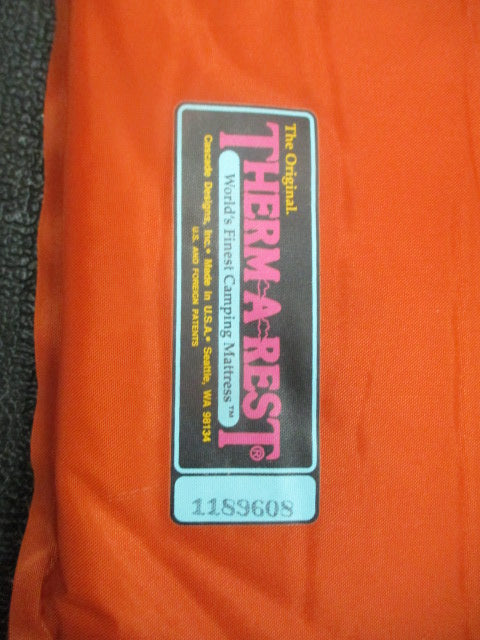 The Original.
THERM-A-REST®
World's Finest Camping Mattress™
Cascade Designs, Inc. • Made in U.S.A. • Seattle, WA 98134
U.S. AND FOREIGN PATENTS
1189608